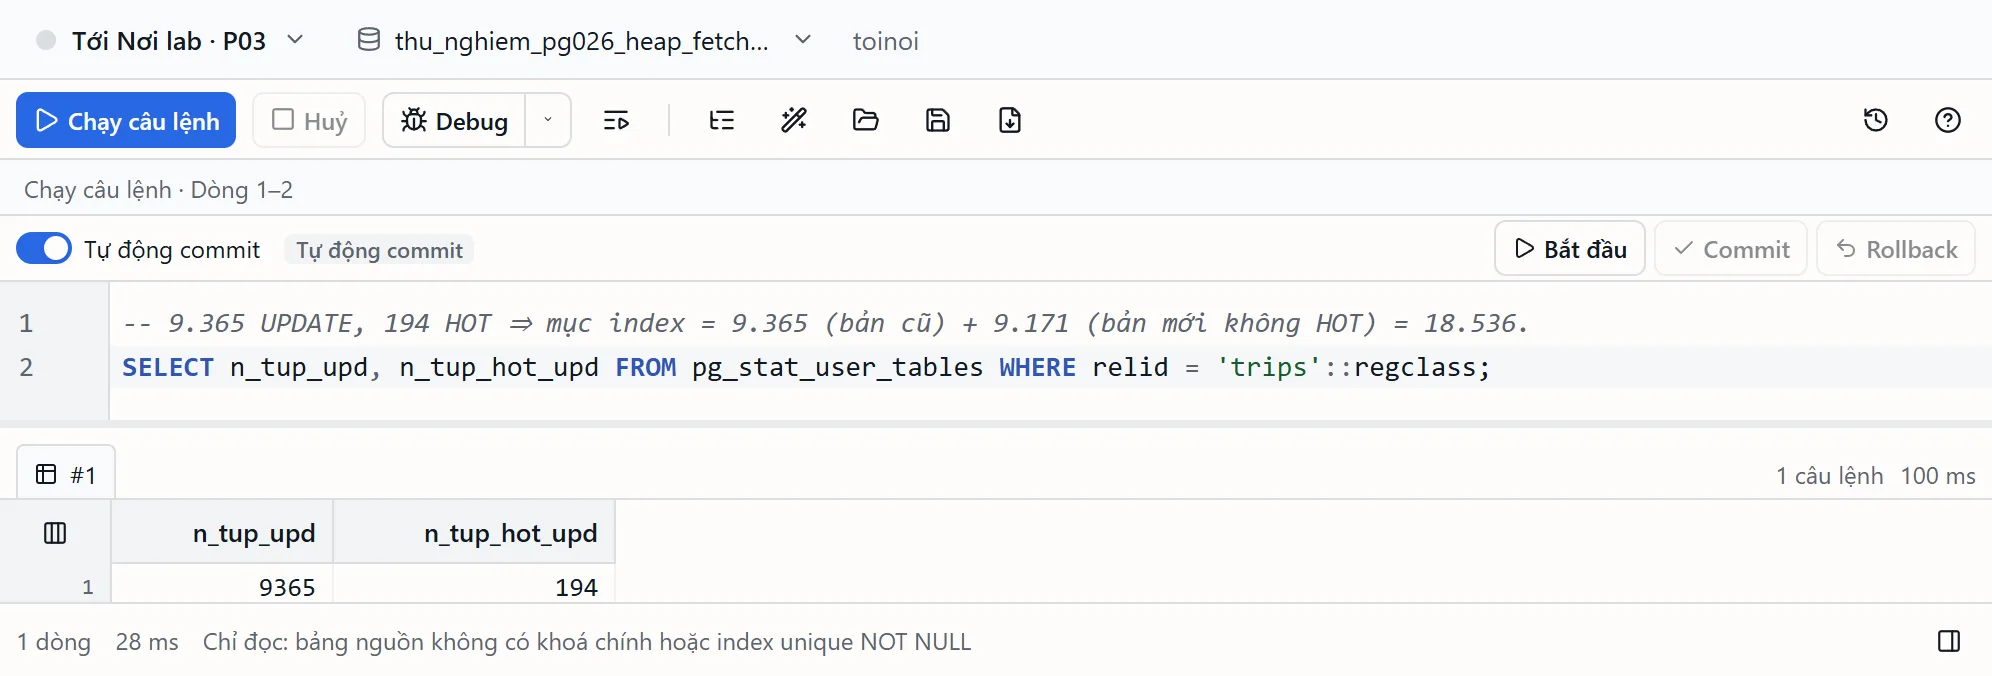 Tới Nơi lab · P03 thu_nghiem_pg026_heap_fetch... toinoi
Chạy câu lệnh Huỷ Debug
Chạy câu lệnh · Dòng 1–2
Tự động commit Tự động commit Bắt đầu Commit Rollback
1 -- 9.365 UPDATE, 194 HOT ⇒ mục index = 9.365 (bản cũ) + 9.171 (bản mới không HOT) = 18.536.
2 SELECT n_tup_upd, n_tup_hot_upd FROM pg_stat_user_tables WHERE relid = 'trips'::regclass;
#1 1 câu lệnh 100 ms
n_tup_upd n_tup_hot_upd
1 9365 194
1 dòng 28 ms Chỉ đọc: bảng nguồn không có khoá chính hoặc index unique NOT NULL